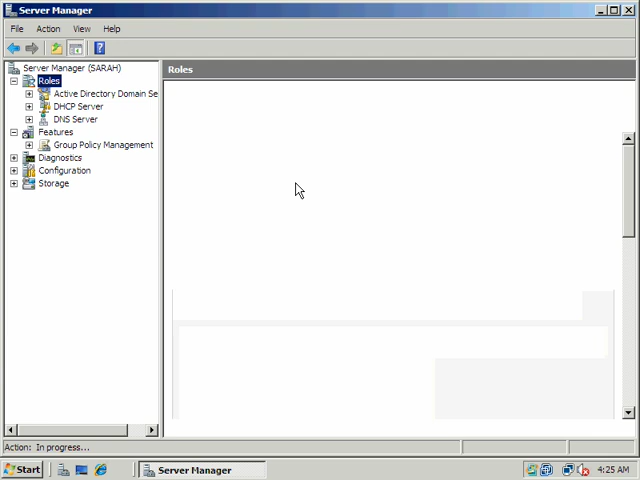 Server Manager
File Action View Help
Server Manager (SARAH)
Roles
Active Directory Domain Se
DHCP Server
DNS Server
Features
Group Policy Management
Diagnostics
Configuration
Storage
Roles
Action: In progress...
Start
Server Manager
4:25 AM